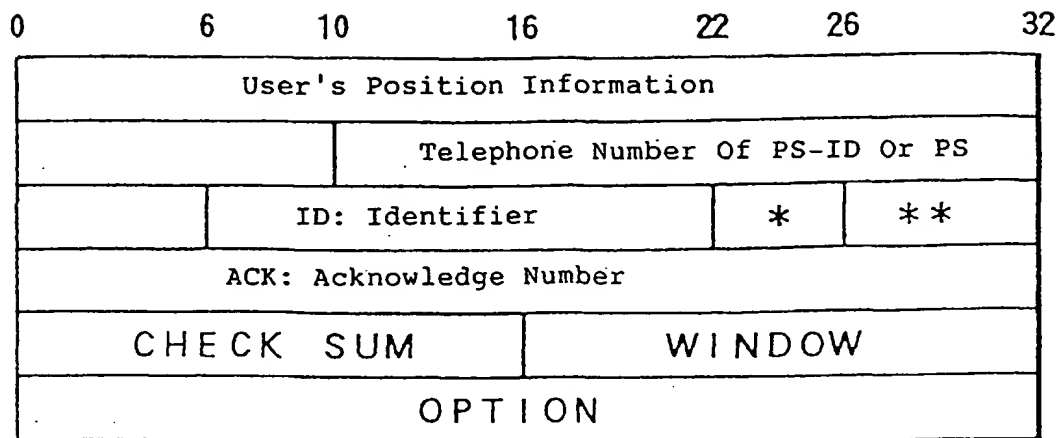 0 6 10 16 22 26 32
User's Position Information
Telephone Number Of PS-ID Or PS
ID: Identifier * **
ACK: Acknowledge Number
CHECK SUM WINDOW
OPTION